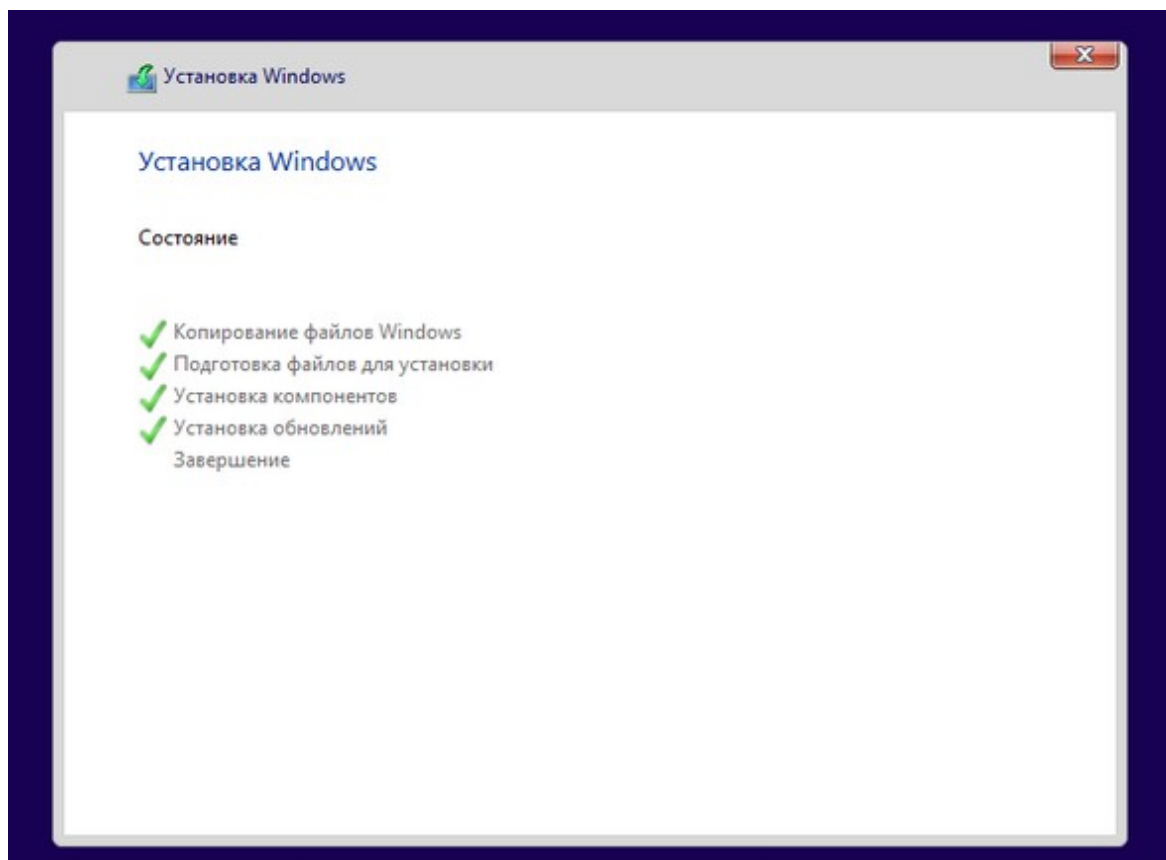 Установка Windows
Установка Windows
Состояние
Копирование файлов Windows
Подготовка файлов для установки
Установка компонентов
Установка обновлений
Завершение